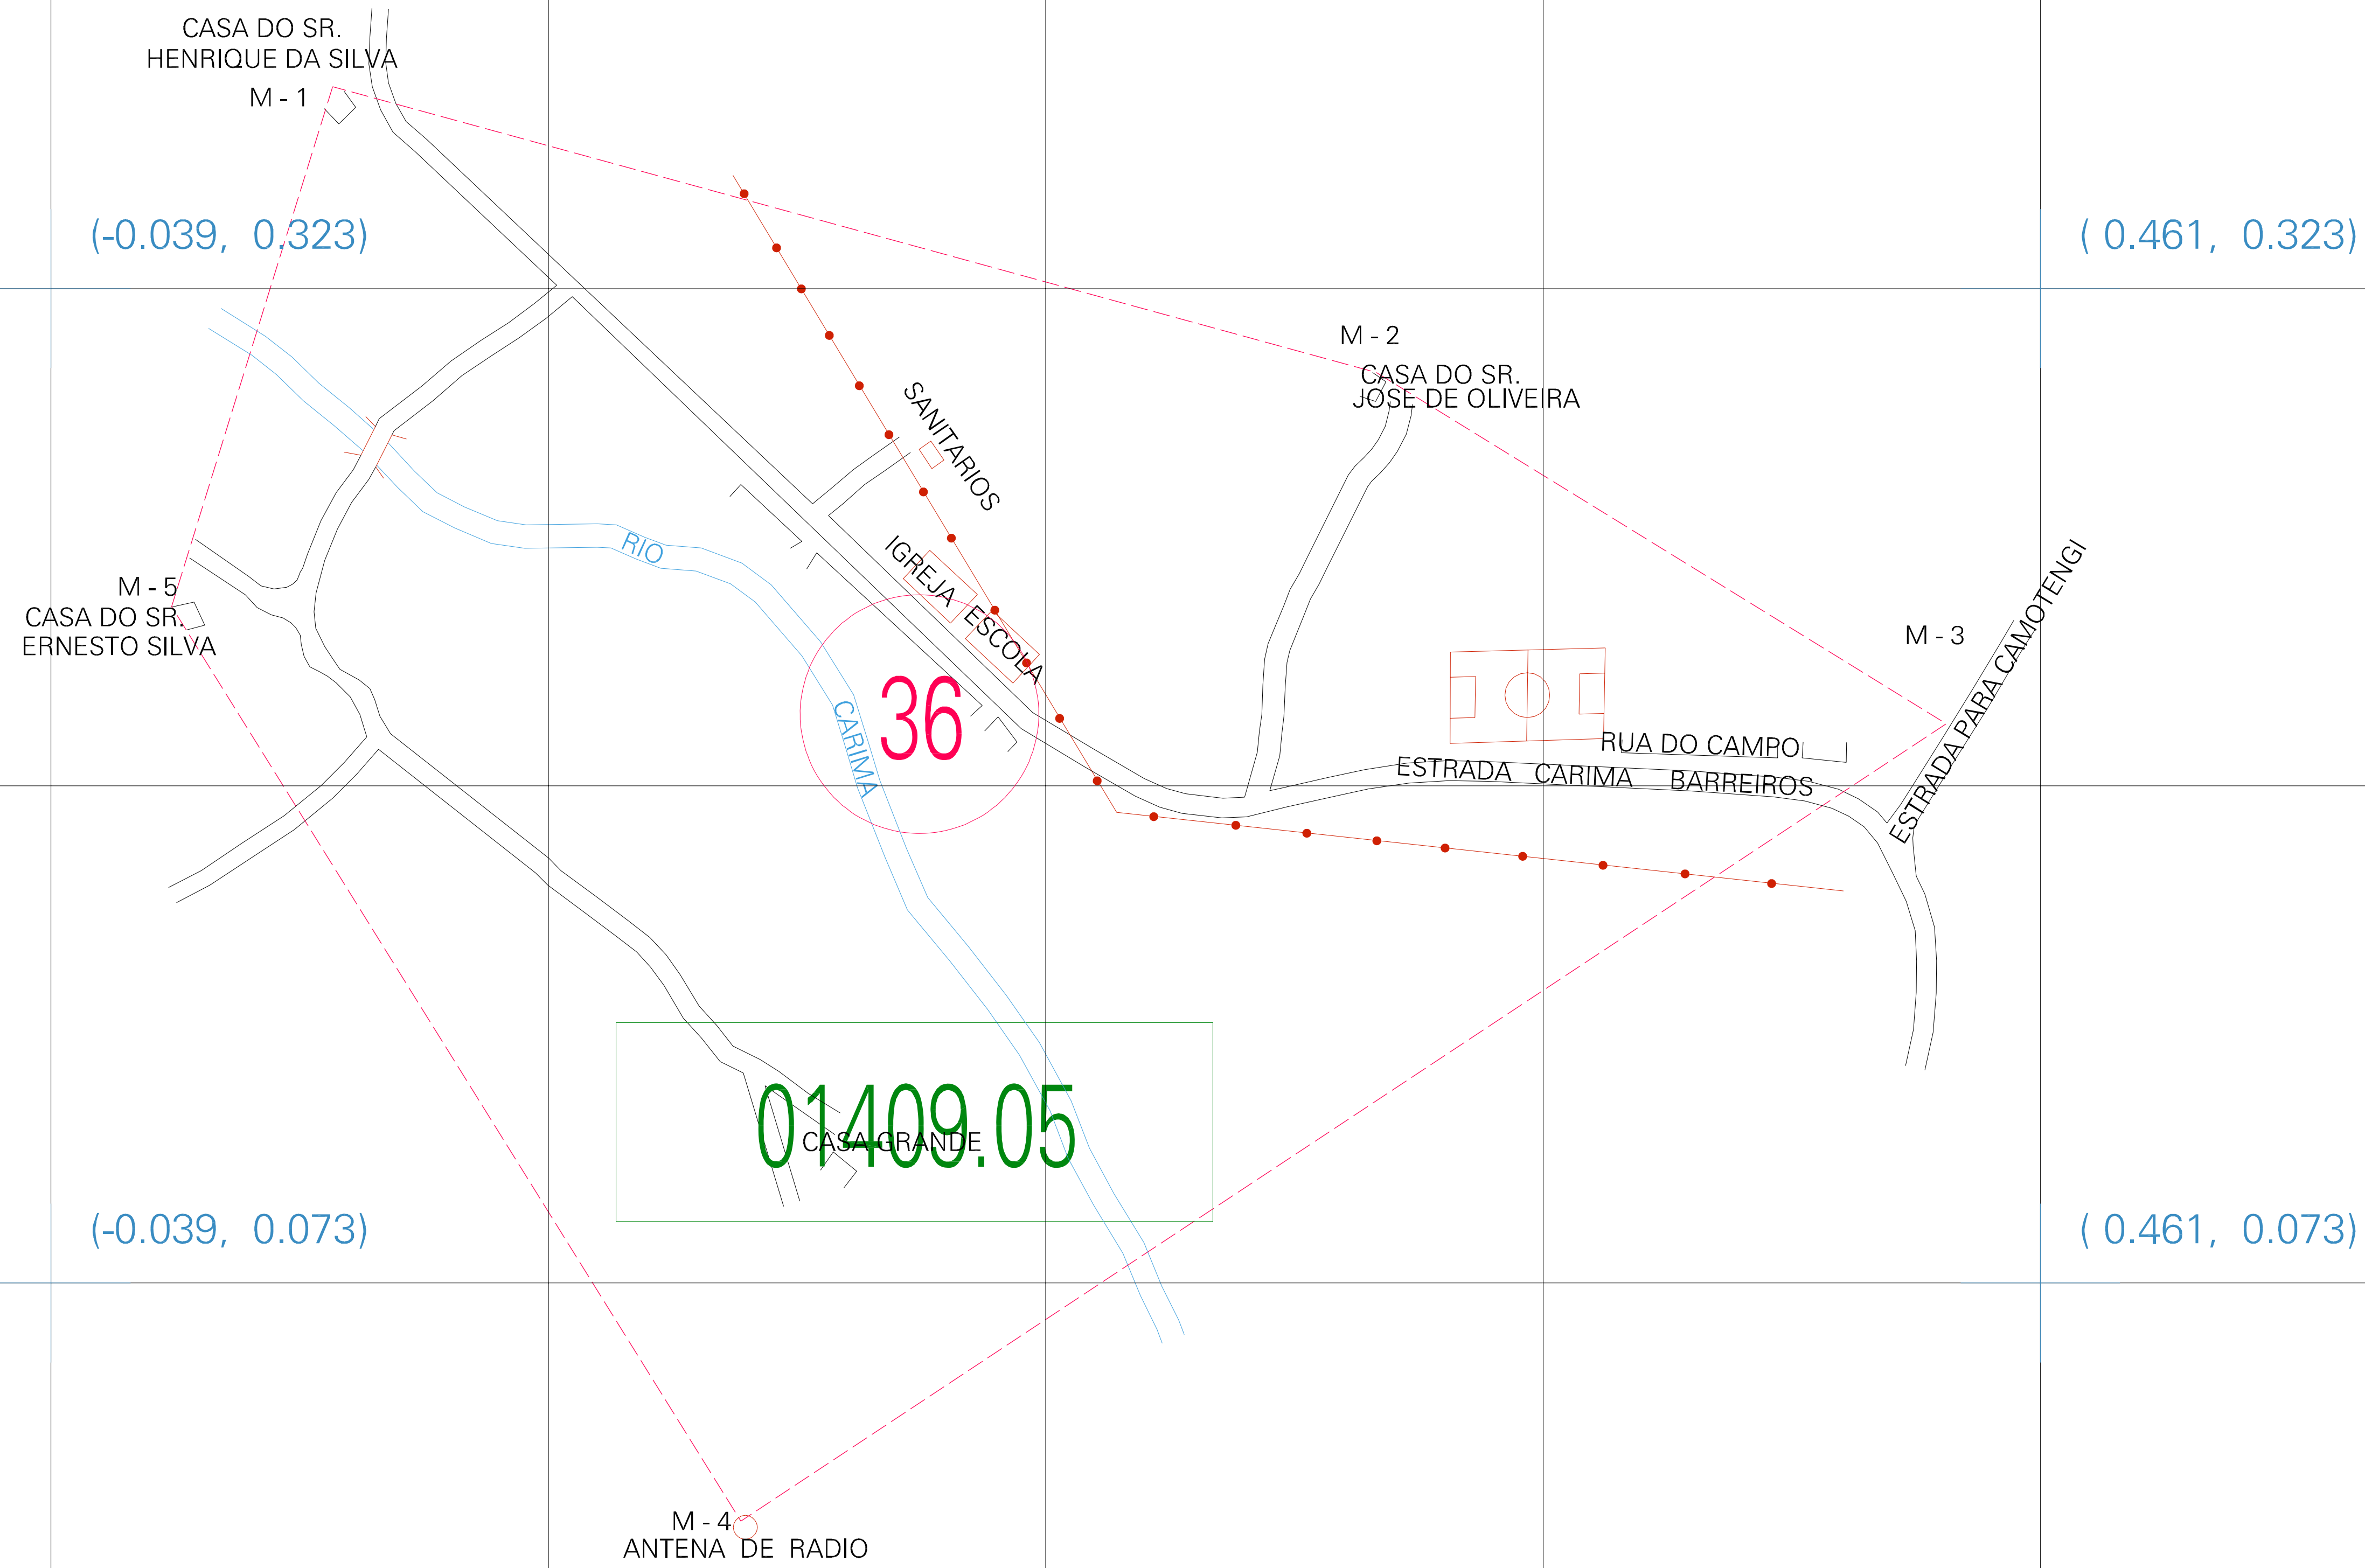 CASA DO SR.
HENRIQUE DA SILVA
M - 1
(-0.039, 0.323)
( 0.461, 0.323)
M - 2
CASA DO SR.
JOSE DE OLIVEIRA
SANITARIOS
RIO
IGREJA ESCOLA
M - 5
CASA DO SR.
ERNESTO SILVA
M - 3
ESTRADA PARA CAMOTENGI
36
CARIMA
RUA DO CAMPO
ESTRADA CARIMA BARREIROS
01409.05
CASA GRANDE
(-0.039, 0.073)
( 0.461, 0.073)
M - 4
ANTENA DE RADIO